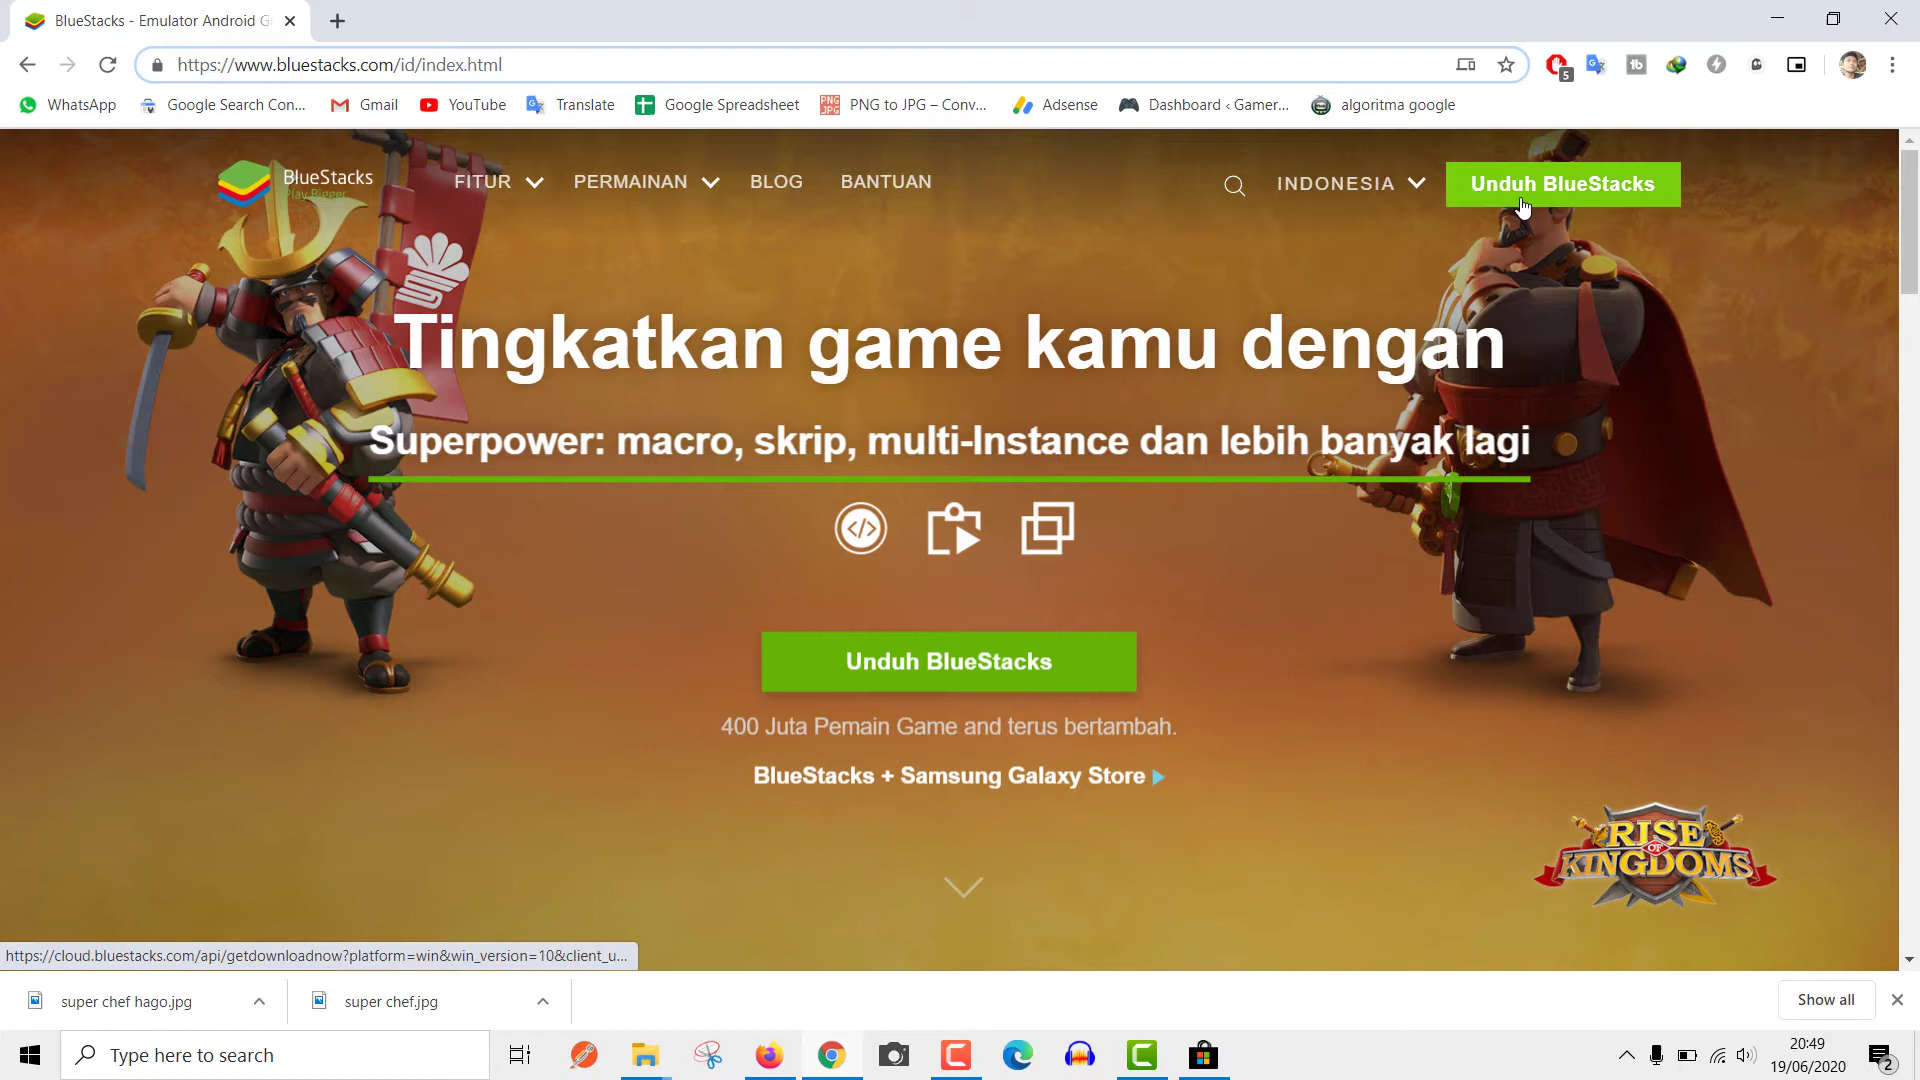 BlueStacks - Emulator Android G
https://www.bluestacks.com/id/index.html
5
WhatsApp
Google Search Con...
Gmail
YouTube
Translate
Google Spreadsheet
PNG to JPG – Conv...
Adsense
Dashboard ‹ Gamer...
algoritma google
BlueStacks
Play Bigger
FITUR
PERMAINAN
BLOG
BANTUAN
INDONESIA
Unduh BlueStacks
Tingkatkan game kamu dengan
Superpower: macro, skrip, multi-Instance dan lebih banyak lagi
Unduh BlueStacks
400 Juta Pemain Game and terus bertambah.
BlueStacks + Samsung Galaxy Store
RISE
OF
KINGDOMS
https://cloud.bluestacks.com/api/getdownloadnow?platform=win&win_version=10&client_u...
super chef hago.jpg
super chef.jpg
Show all
Type here to search
20:49
19/06/2020
2